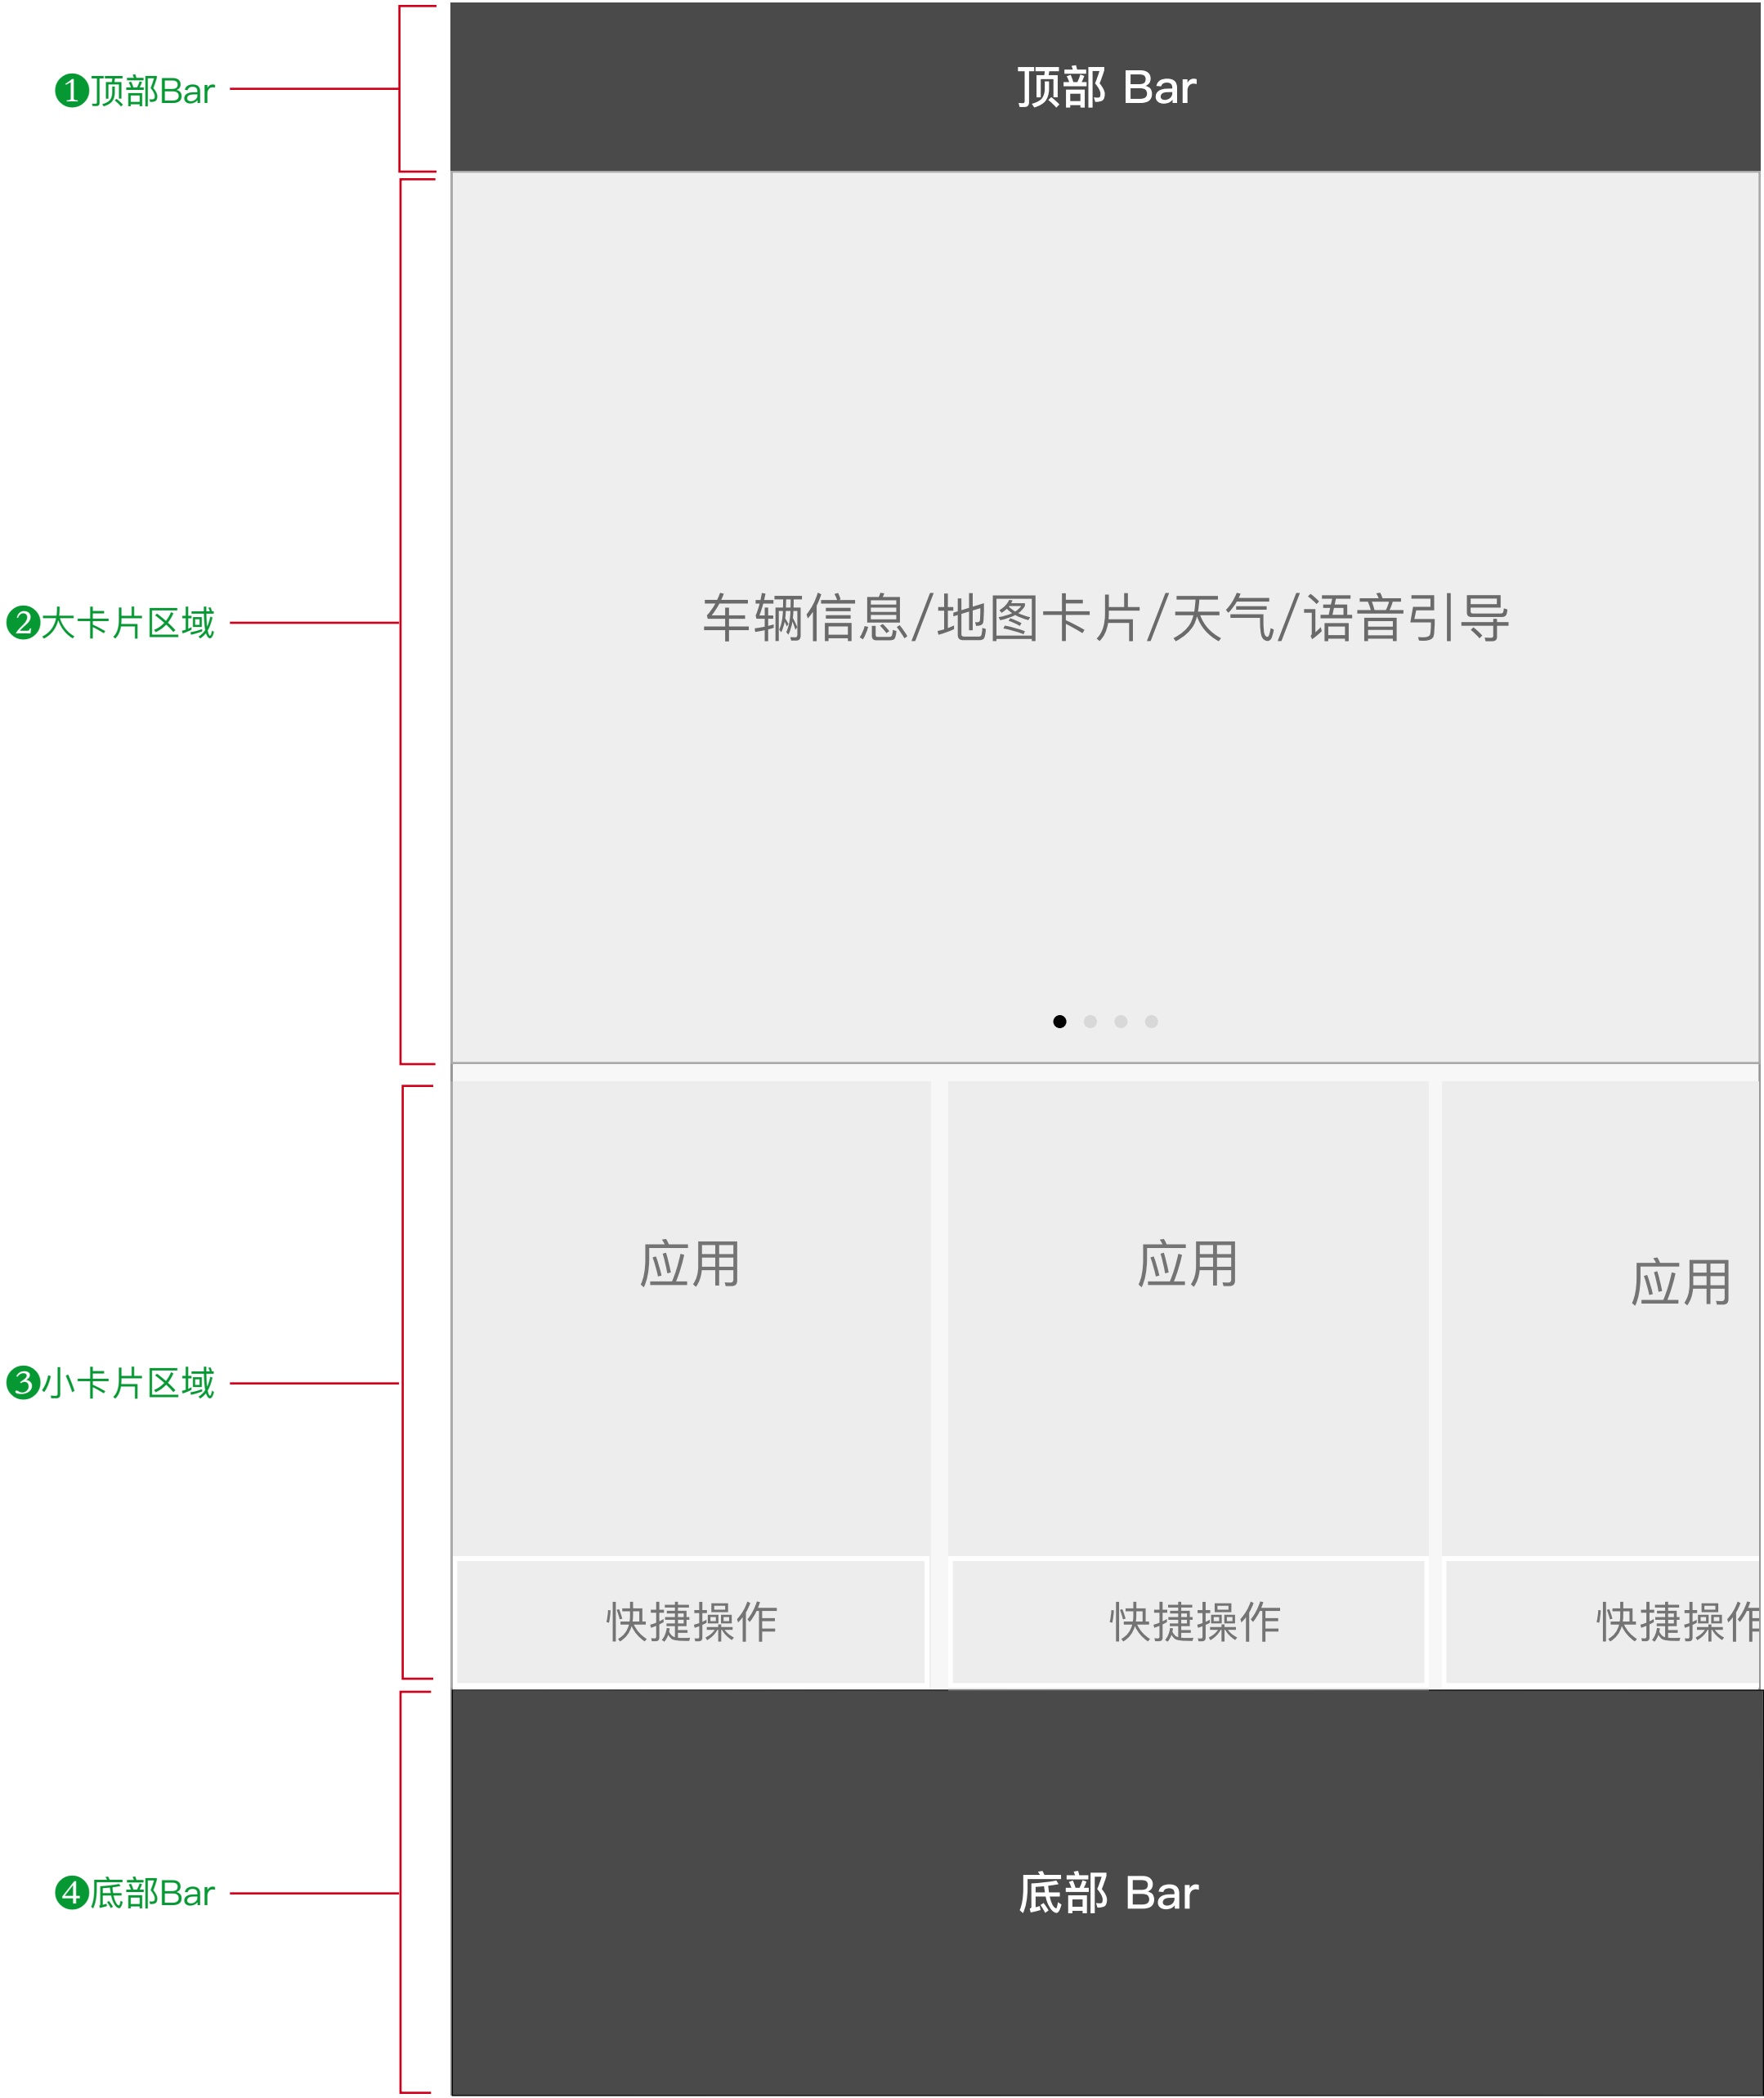 ❶顶部Bar
顶部 Bar
❷大卡片区域
车辆信息/地图卡片/天气/语音引导
应用
应用
应用
❸小卡片区域
快捷操作
快捷操作
快捷操作
❹底部Bar
底部 Bar